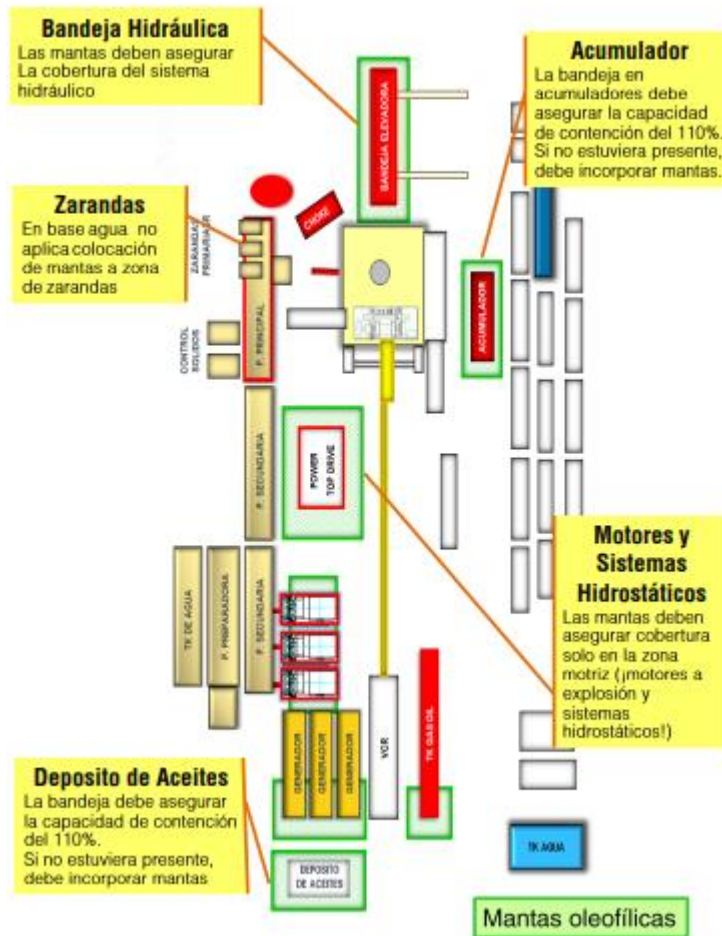 Bandeja Hidráulica
Las mantas deben asegurar
La cobertura del sistema
hidráulico
Acumulador
La bandeja en
acumuladores debe
asegurar la capacidad
de contención del 110%.
Si no estuviera presente,
debe incorporar mantas.
BANDEJA ELEVADORA
CHOKE
Zarandas
En base agua no
aplica colocación
de mantas a zona
de zarandas
ZARANDAS
P. PRINCIPAL
CONTROL
SOLIDOS
ACUMULADOR
P. SECUNDARIA
POWER
TOP DRIVE
Motores y
Sistemas
Hidrostáticos
Las mantas deben
asegurar cobertura
solo en la zona
motriz (¡motores a
explosión y
sistemas
hidrostáticos!)
TK DE AGUA
P. PREPARADORA
P. SECUNDARIA
GENERADOR
GENERADOR
GENERADOR
VCR
TK GAS OIL
Deposito de Aceites
La bandeja debe asegurar
la capacidad de contención
del 110%.
Si no estuviera presente,
debe incorporar mantas
DEPOSITO
DE ACEITES
TK AGUA
Mantas oleofílicas